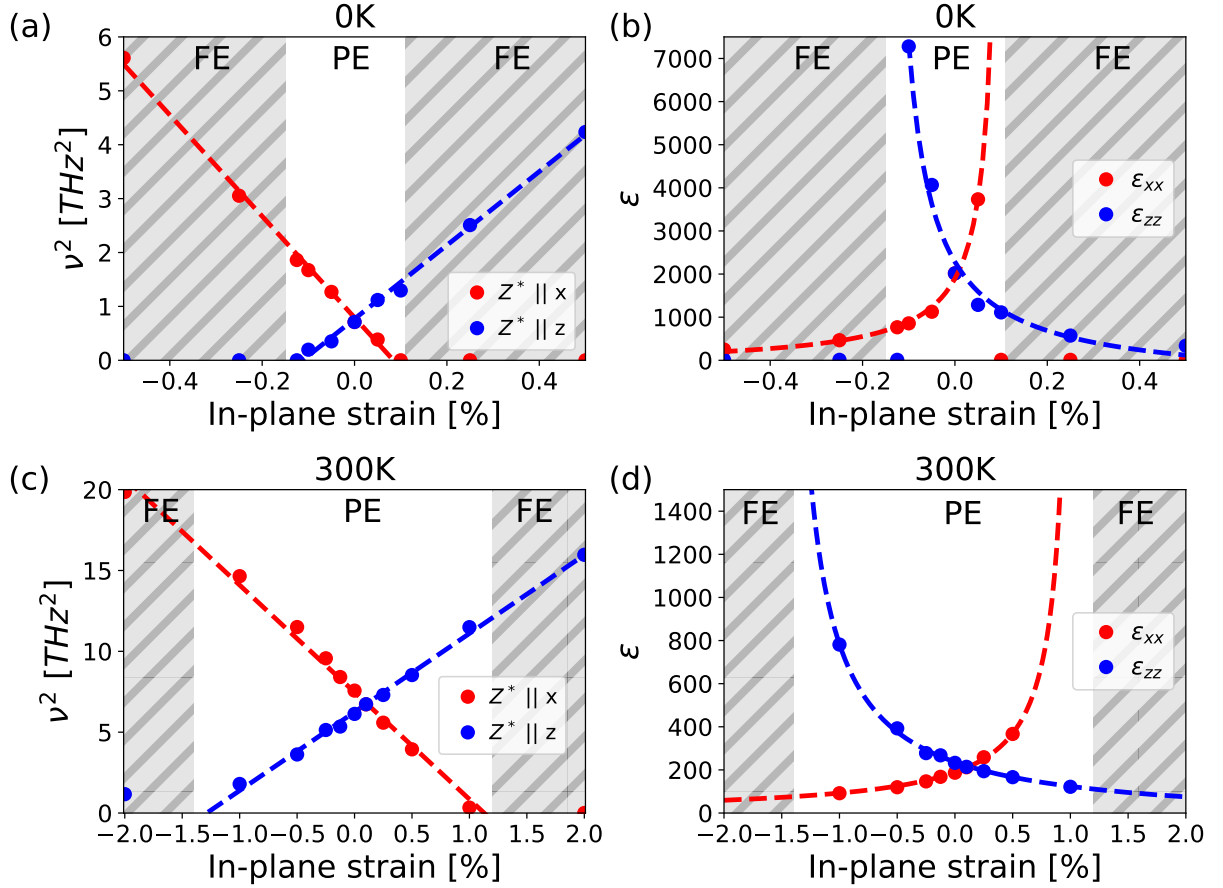 (a)
0K
FE
PE
FE
6
5
4
3
2
1
0
ν² [THz²]
−0.4
−0.2
0.0
0.2
0.4
In-plane strain [%]
Z* || x
Z* || z
(b)
0K
FE
PE
FE
7000
6000
5000
4000
3000
2000
1000
0
ε
−0.4
−0.2
0.0
0.2
0.4
In-plane strain [%]
εxx
εzz
(c)
300K
FE
PE
FE
20
15
10
5
0
ν² [THz²]
−2.0
−1.5
−1.0
−0.5
0.0
0.5
1.0
1.5
2.0
In-plane strain [%]
Z* || x
Z* || z
(d)
300K
FE
PE
FE
1400
1200
1000
800
600
400
200
0
ε
−2.0
−1.5
−1.0
−0.5
0.0
0.5
1.0
1.5
2.0
In-plane strain [%]
εxx
εzz